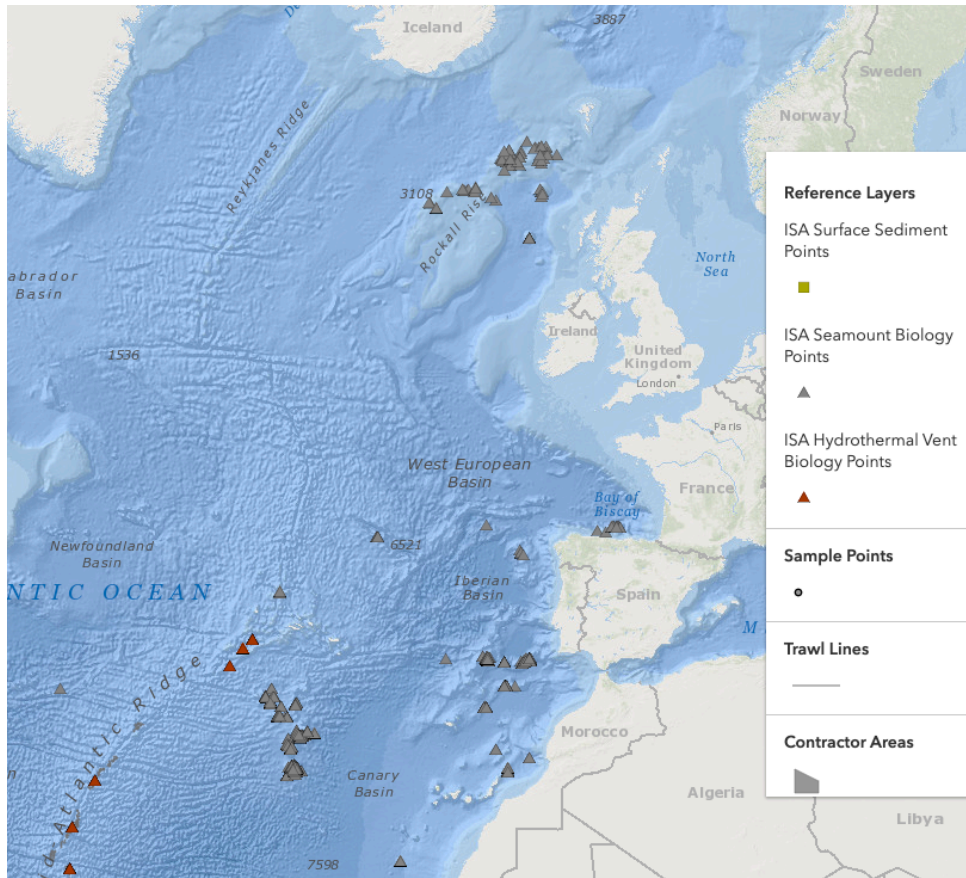 Iceland
De
3887
Sweden
Norway
Reykjanes Ridge
3108
Rockall Rise
North
Sea
abrador
Basin
Ireland
United
Kingdom
London
1536
Paris
West European
Basin
France
Bay of
Biscay
6521
Newfoundland
Basin
NTIC OCEAN
Iberian
Basin
Spain
M
d Atlantic Ridge
Morocco
n
Canary
Basin
Algeria
Libya
7598
Reference Layers
ISA Surface Sediment
Points
ISA Seamount Biology
Points
ISA Hydrothermal Vent
Biology Points
Sample Points
Trawl Lines
Contractor Areas